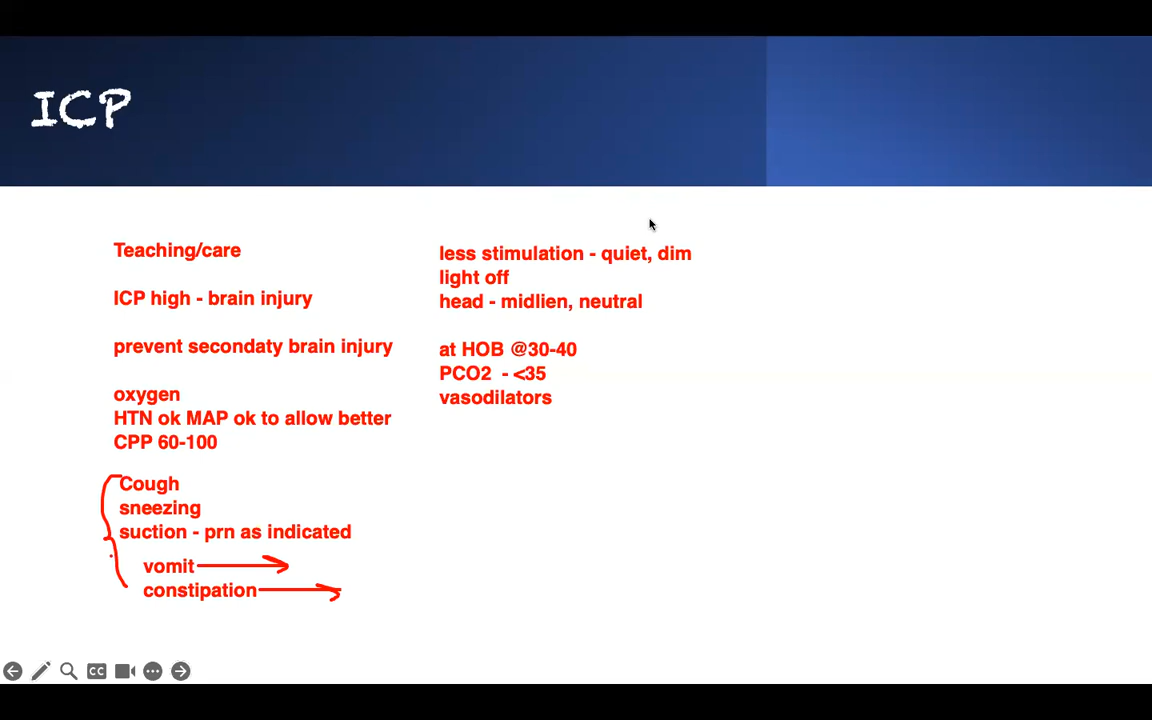 ICP
Teaching/care
ICP high - brain injury
prevent secondaty brain injury
oxygen
HTN ok MAP ok to allow better
CPP 60-100
Cough
sneezing
suction - prn as indicated
vomit
constipation
less stimulation - quiet, dim
light off
head - midlien, neutral
at HOB @30-40
PCO2 - <35
vasodilators
CC